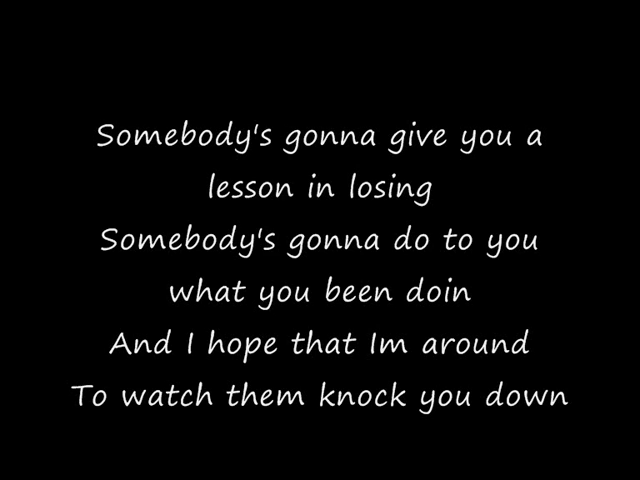 Somebody's gonna give you a
lesson in losing
Somebody's gonna do to you
what you been doin
And I hope that Im around
To watch them knock you down